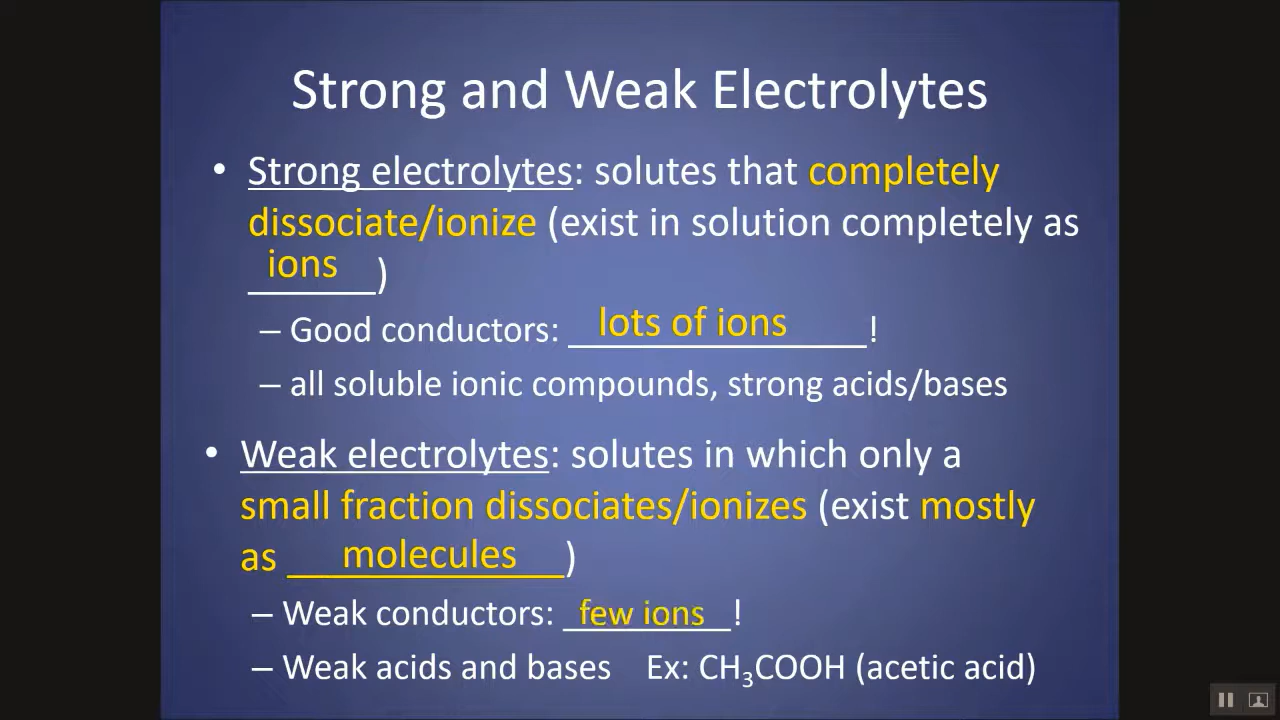 Strong and Weak Electrolytes
• Strong electrolytes: solutes that completely
dissociate/ionize (exist in solution completely as
ions)
– Good conductors: lots of ions!
– all soluble ionic compounds, strong acids/bases
• Weak electrolytes: solutes in which only a
small fraction dissociates/ionizes (exist mostly
as molecules)
– Weak conductors: few ions!
– Weak acids and bases Ex: CH₃COOH (acetic acid)